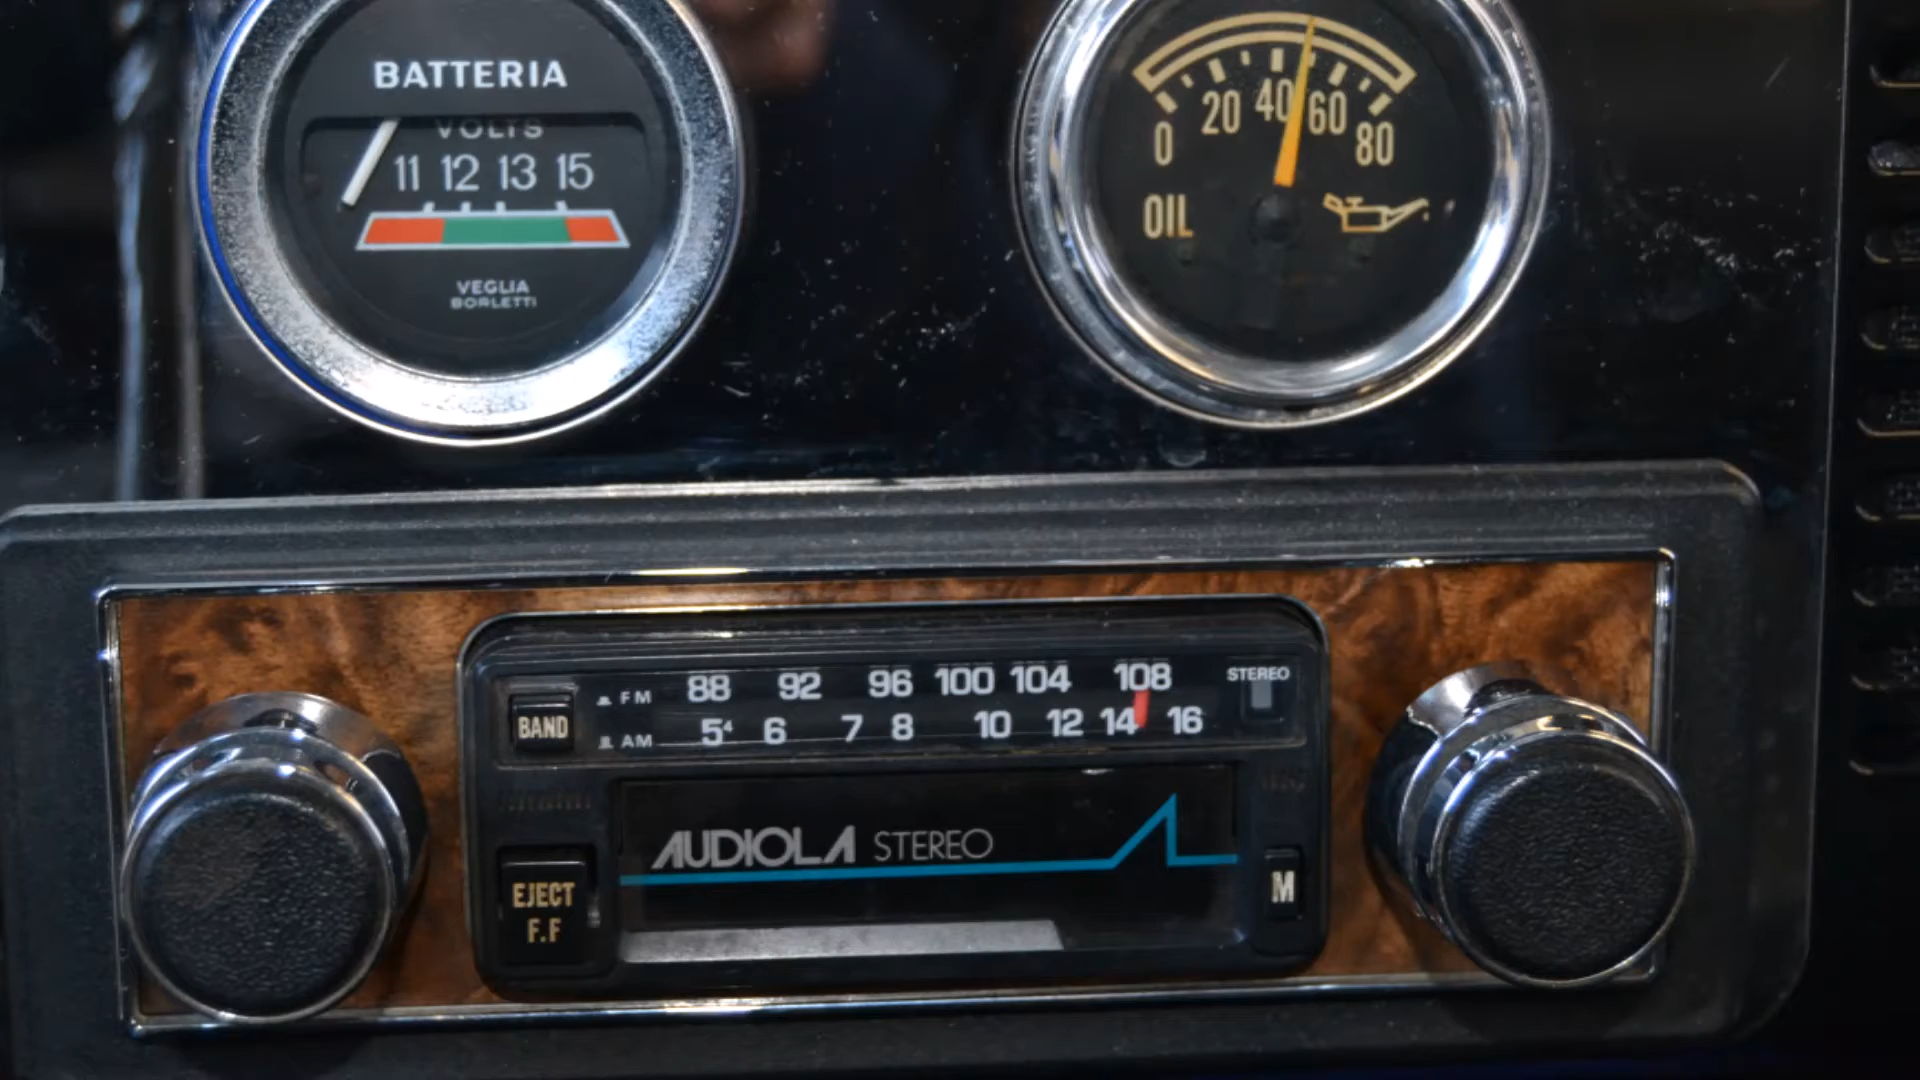 BATTERIA
VOLTS
11 12 13 15
VEGLIA
BORLETTI
0 20 40 60 80
OIL
FM 88 92 96 100 104 108 STEREO
BAND
AM 5⁴ 6 7 8 10 12 14 16
AUDIOLA STEREO
EJECT
F.F
M